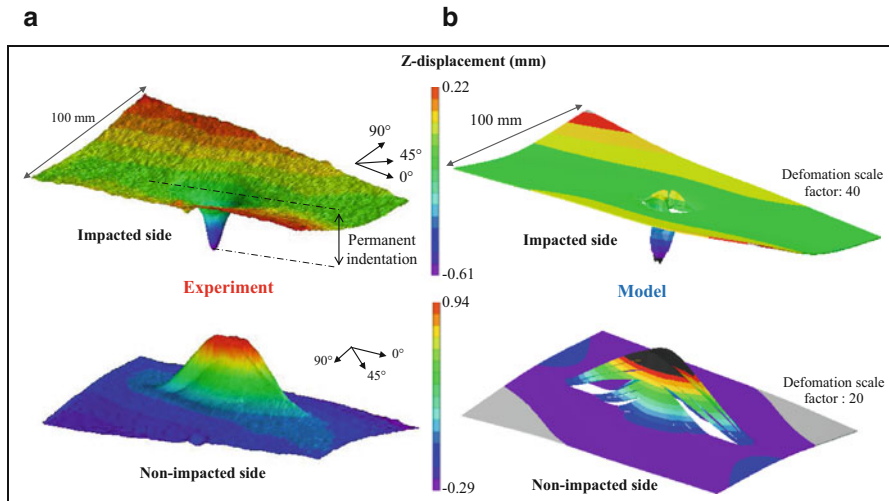 a
b
Z-displacement (mm)
0.22
100 mm
90°
45°
0°
100 mm
Defomation scale
factor: 40
Impacted side
Permanent
indentation
Impacted side
-0.61
Experiment
Model
0.94
90°
0°
45°
Defomation scale
factor : 20
Non-impacted side
-0.29
Non-impacted side